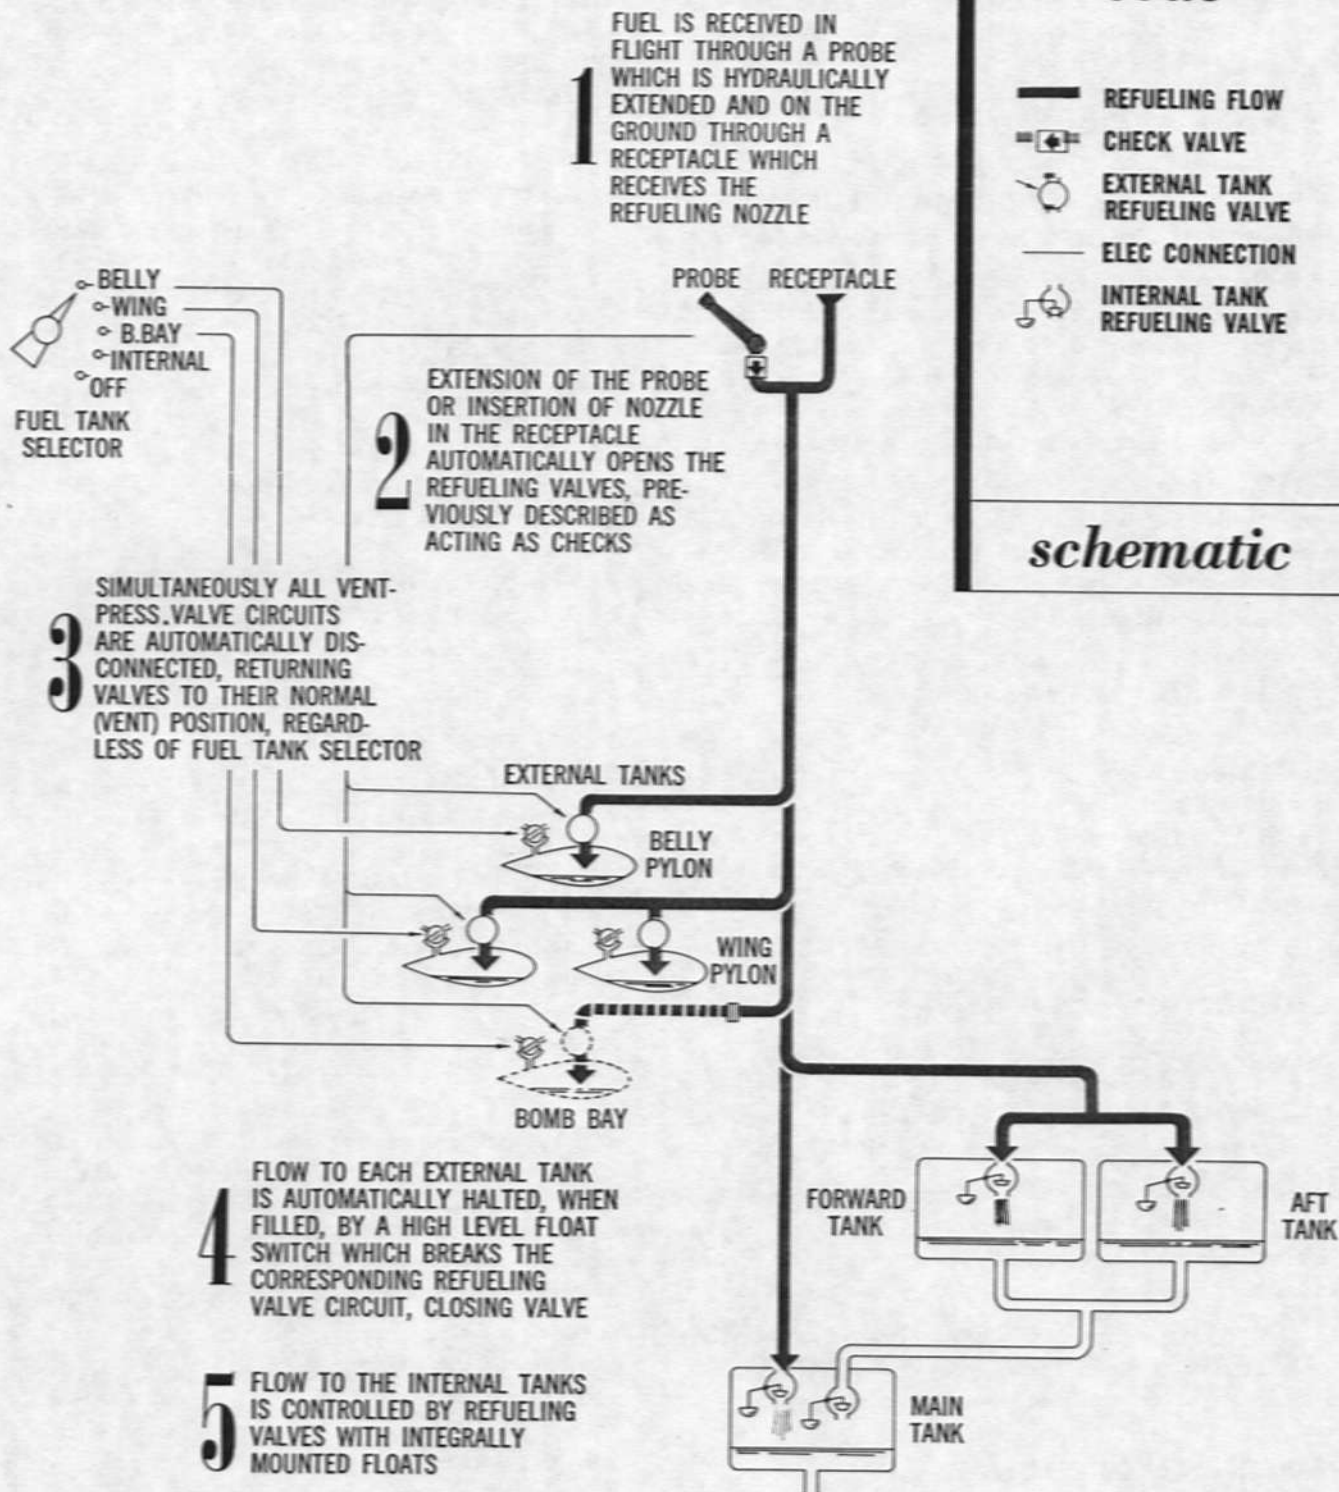 FUEL IS RECEIVED IN
FLIGHT THROUGH A PROBE
WHICH IS HYDRAULICALLY
EXTENDED AND ON THE
GROUND THROUGH A
RECEPTACLE WHICH
RECEIVES THE
REFUELING NOZZLE
1
REFUELING FLOW
CHECK VALVE
EXTERNAL TANK
REFUELING VALVE
ELEC CONNECTION
INTERNAL TANK
REFUELING VALVE
schematic
BELLY
WING
B.BAY
INTERNAL
OFF
FUEL TANK
SELECTOR
PROBE
RECEPTACLE
2
EXTENSION OF THE PROBE
OR INSERTION OF NOZZLE
IN THE RECEPTACLE
AUTOMATICALLY OPENS THE
REFUELING VALVES, PRE-
VIOUSLY DESCRIBED AS
ACTING AS CHECKS
3
SIMULTANEOUSLY ALL VENT-
PRESS.VALVE CIRCUITS
ARE AUTOMATICALLY DIS-
CONNECTED, RETURNING
VALVES TO THEIR NORMAL
(VENT) POSITION, REGARD-
LESS OF FUEL TANK SELECTOR
EXTERNAL TANKS
BELLY
PYLON
WING
PYLON
BOMB BAY
4
FLOW TO EACH EXTERNAL TANK
IS AUTOMATICALLY HALTED, WHEN
FILLED, BY A HIGH LEVEL FLOAT
SWITCH WHICH BREAKS THE
CORRESPONDING REFUELING
VALVE CIRCUIT, CLOSING VALVE
FORWARD
TANK
AFT
TANK
5
FLOW TO THE INTERNAL TANKS
IS CONTROLLED BY REFUELING
VALVES WITH INTEGRALLY
MOUNTED FLOATS
MAIN
TANK